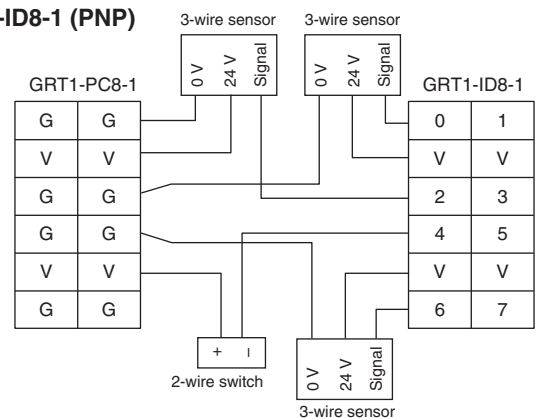 -ID8-1 (PNP)
3-wire sensor 3-wire sensor
0 V 24 V Signal 0 V 24 V Signal
GRT1-PC8-1 GRT1-ID8-1
G G 0 1
V V V V
G G 2 3
G G 4 5
V V V V
G G 6 7
+ –
2-wire switch
0 V 24 V Signal
3-wire sensor